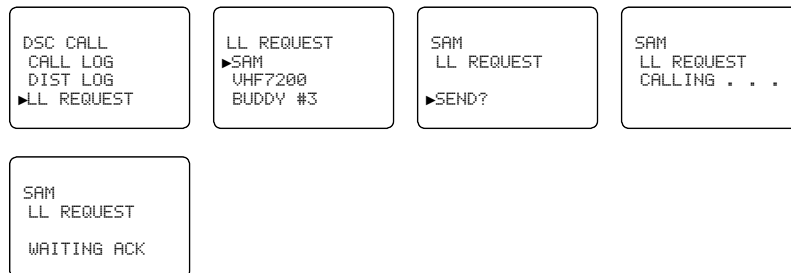 DSC CALL
CALL LOG
DIST LOG
►LL REQUEST
LL REQUEST
►SAM
VHF7200
BUDDY #3
SAM
LL REQUEST
►SEND?
SAM
LL REQUEST
CALLING . . .
SAM
LL REQUEST
WAITING ACK